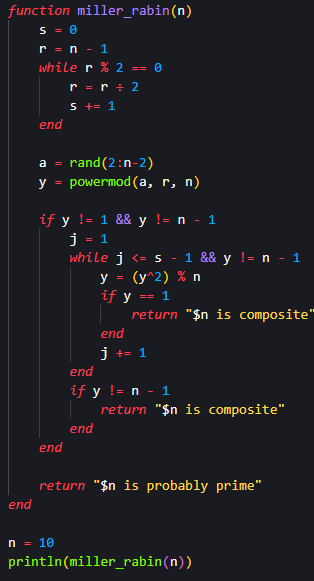 function miller_rabin(n)
    s = 0
    r = n - 1
    while r % 2 == 0
        r = r ÷ 2
        s += 1
    end

    a = rand(2:n-2)
    y = powermod(a, r, n)

    if y != 1 && y != n - 1
        j = 1
        while j <= s - 1 && y != n - 1
            y = (y^2) % n
            if y == 1
                return "$n is composite"
            end
            j += 1
        end
        if y != n - 1
            return "$n is composite"
        end
    end

    return "$n is probably prime"
end

n = 10
println(miller_rabin(n))